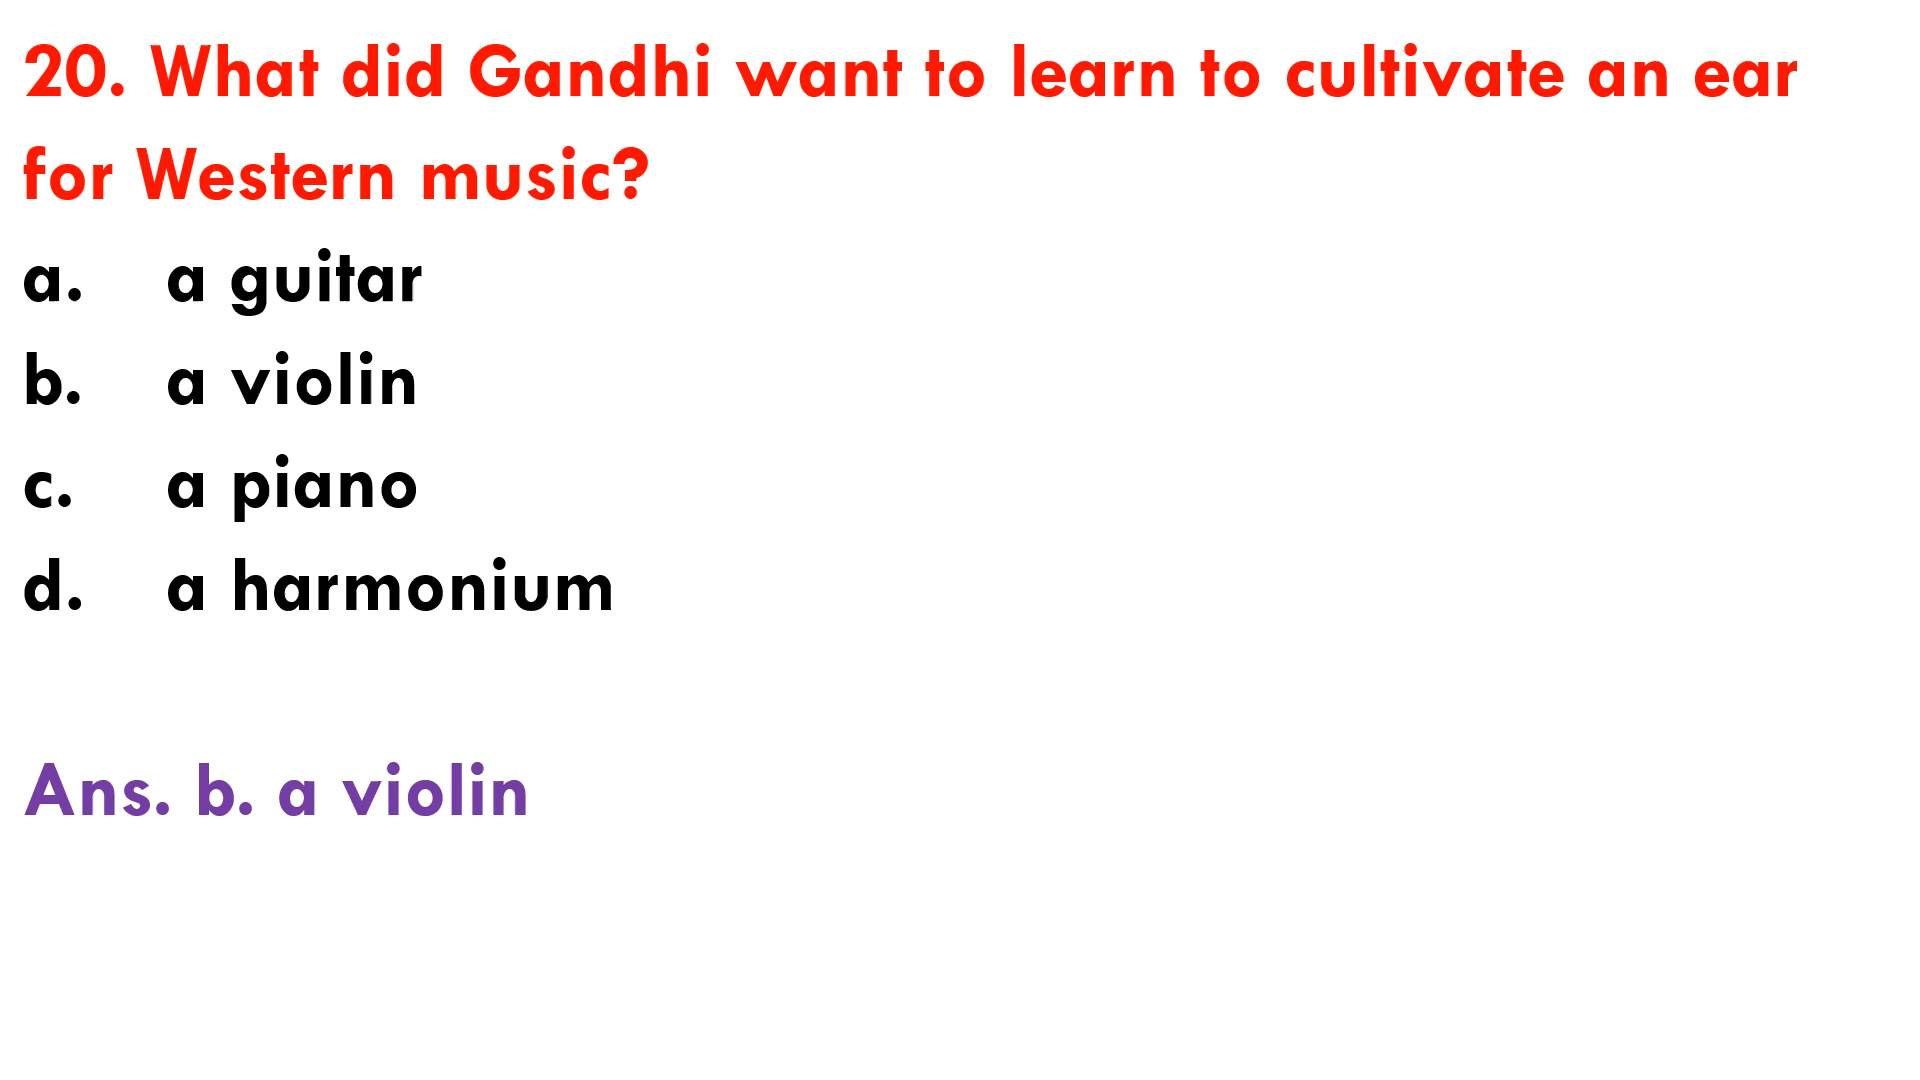 20. What did Gandhi want to learn to cultivate an ear
for Western music?
a. a guitar
b. a violin
c. a piano
d. a harmonium
Ans. b. a violin